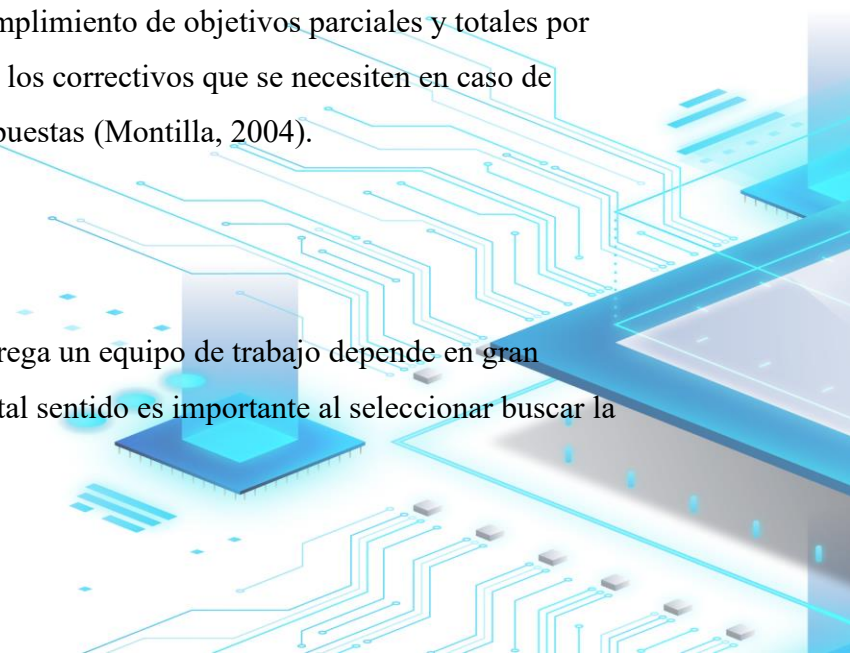 mplimiento de objetivos parciales y totales por
los correctivos que se necesiten en caso de
puestas (Montilla, 2004).
rega un equipo de trabajo depende en gran
tal sentido es importante al seleccionar buscar la